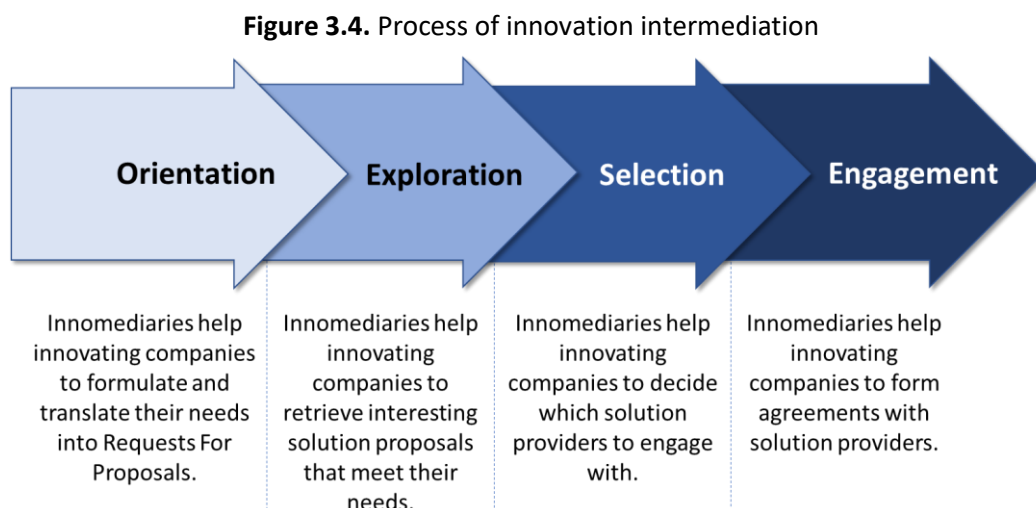 Figure 3.4. Process of innovation intermediation
Orientation
Exploration
Selection
Engagement
Innomediaries help
innovating companies
to formulate and
translate their needs
into Requests For
Proposals.
Innomediaries help
innovating
companies to
retrieve interesting
solution proposals
that meet their
needs.
Innomediaries help
innovating
companies to decide
which solution
providers to engage
with.
Innomediaries help
innovating
companies to form
agreements with
solution providers.